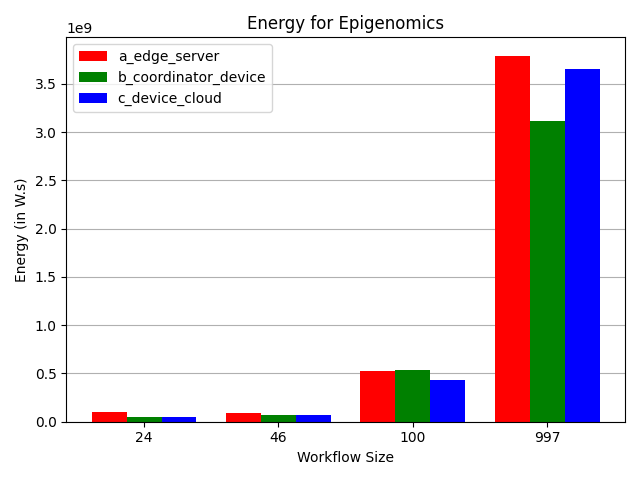 Energy for Epigenomics
1e9
a_edge_server
b_coordinator_device
c_device_cloud
3.5
3.0
2.5
2.0
1.5
1.0
0.5
0.0
Energy (in W.s)
24 46 100 997
Workflow Size